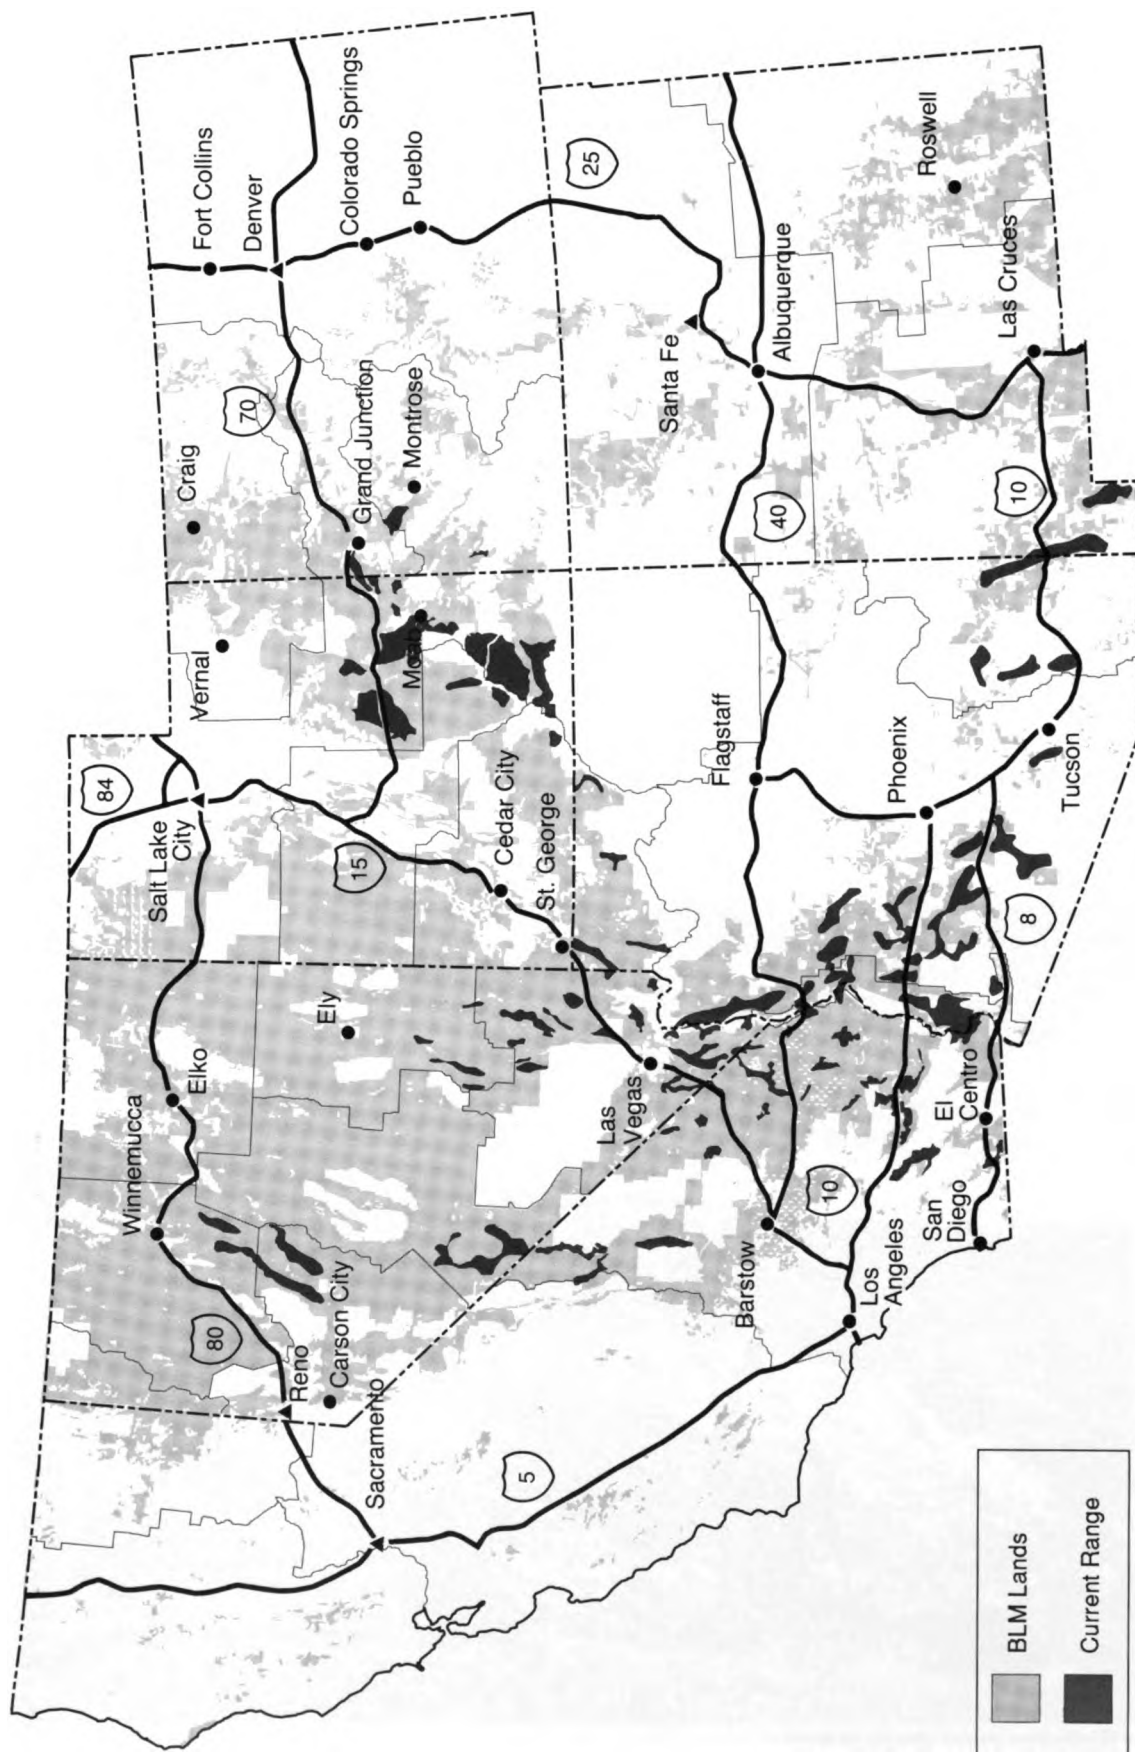 Fort Collins
Denver
Colorado Springs
Pueblo
25
Roswell
Las Cruces
Albuquerque
Santa Fe
70
Craig
Grand Junction
Montrose
40
10
Vernal
Moab
84
Salt Lake
City
15
Cedar City
St. George
Flagstaff
Phoenix
Tucson
8
Ely
Elko
Winnemucca
Las
Vegas
El
Centro
10
San
Diego
Los
Angeles
Barstow
80
Reno
Carson City
Sacramento
5
BLM Lands
Current Range